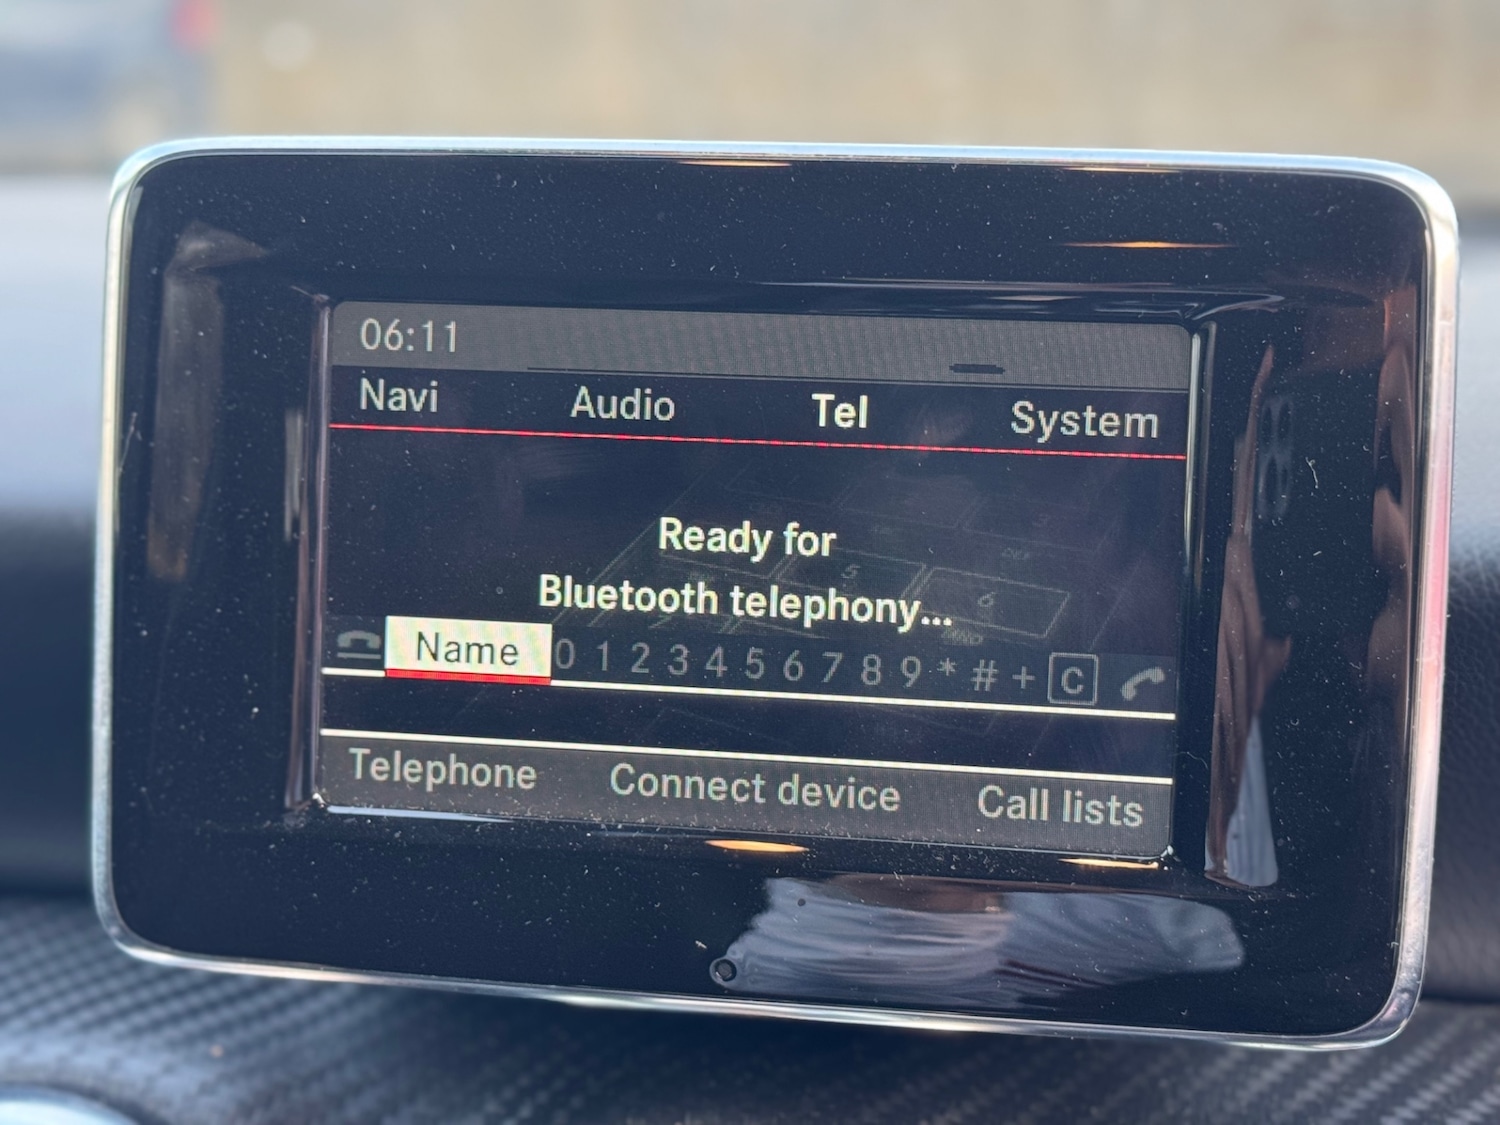 06:11
Navi Audio Tel System
Ready for
Bluetooth telephony...
Name 0 1 2 3 4 5 6 7 8 9 * # + C
Telephone Connect device Call lists